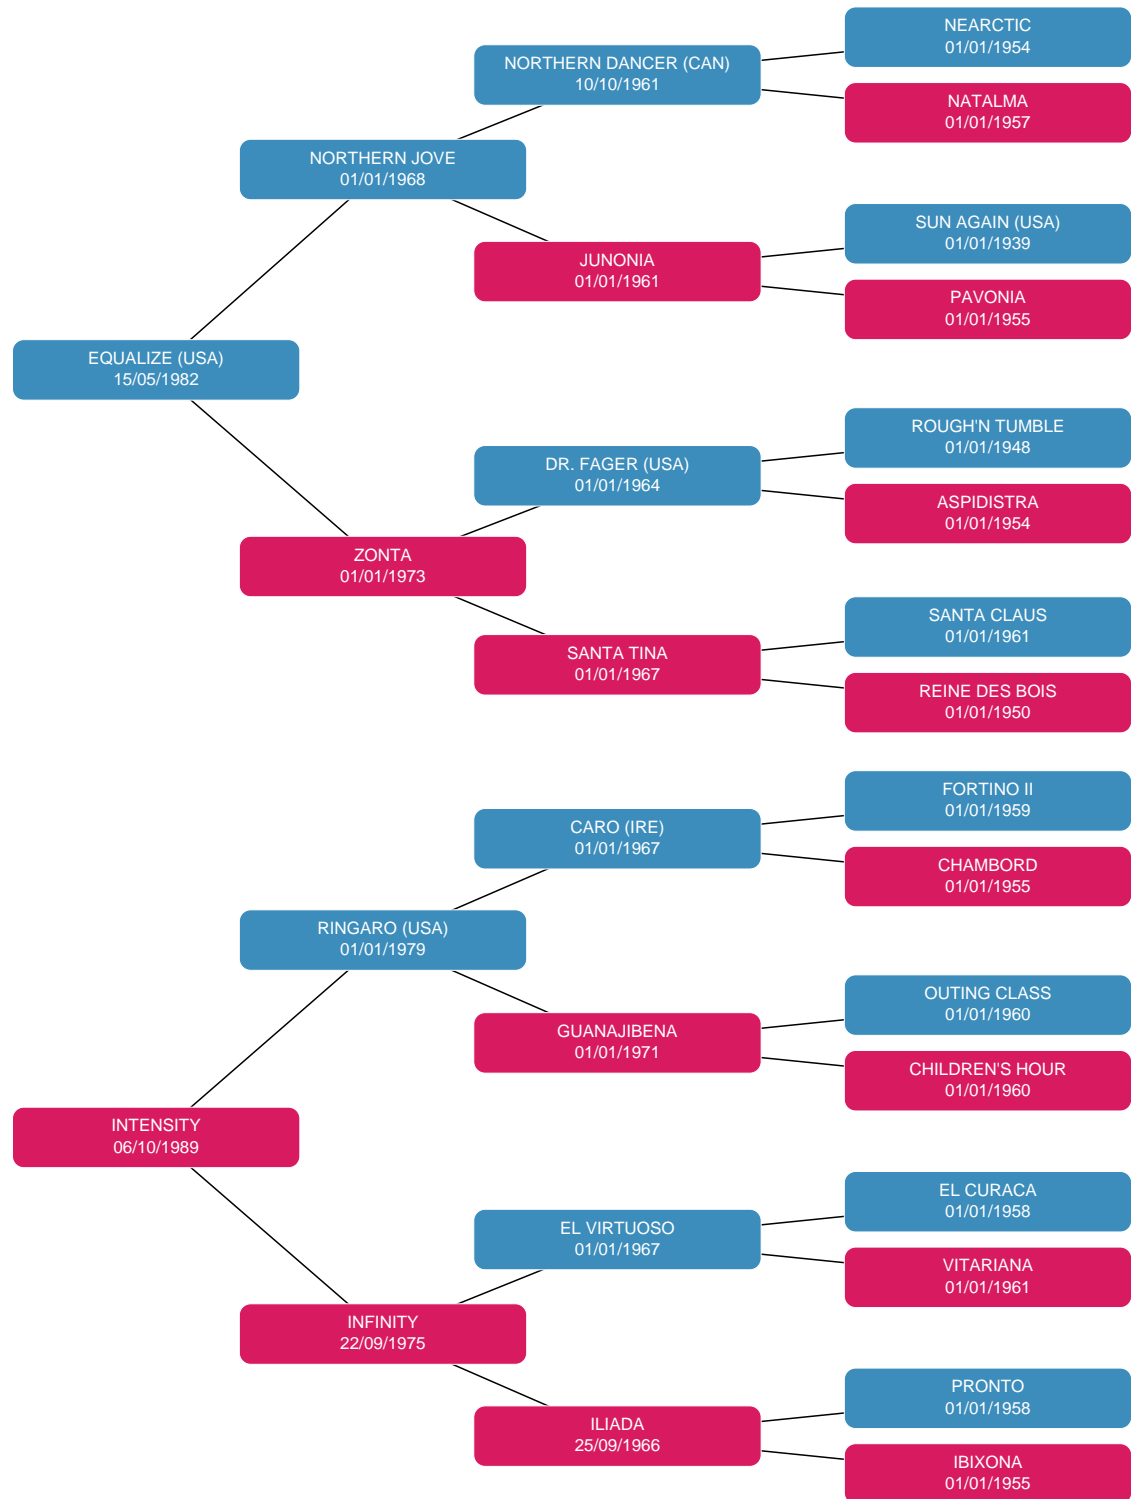 NEARCTIC
01/01/1954
NORTHERN DANCER (CAN)
10/10/1961
NATALMA
01/01/1957
NORTHERN JOVE
01/01/1968
SUN AGAIN (USA)
01/01/1939
JUNONIA
01/01/1961
PAVONIA
01/01/1955
EQUALIZE (USA)
15/05/1982
ROUGH'N TUMBLE
01/01/1948
DR. FAGER (USA)
01/01/1964
ASPIDISTRA
01/01/1954
ZONTA
01/01/1973
SANTA CLAUS
01/01/1961
SANTA TINA
01/01/1967
REINE DES BOIS
01/01/1950
FORTINO II
01/01/1959
CARO (IRE)
01/01/1967
CHAMBORD
01/01/1955
RINGARO (USA)
01/01/1979
OUTING CLASS
01/01/1960
GUANAJIBENA
01/01/1971
CHILDREN'S HOUR
01/01/1960
INTENSITY
06/10/1989
EL CURACA
01/01/1958
EL VIRTUOSO
01/01/1967
VITARIANA
01/01/1961
INFINITY
22/09/1975
PRONTO
01/01/1958
ILIADA
25/09/1966
IBIXONA
01/01/1955